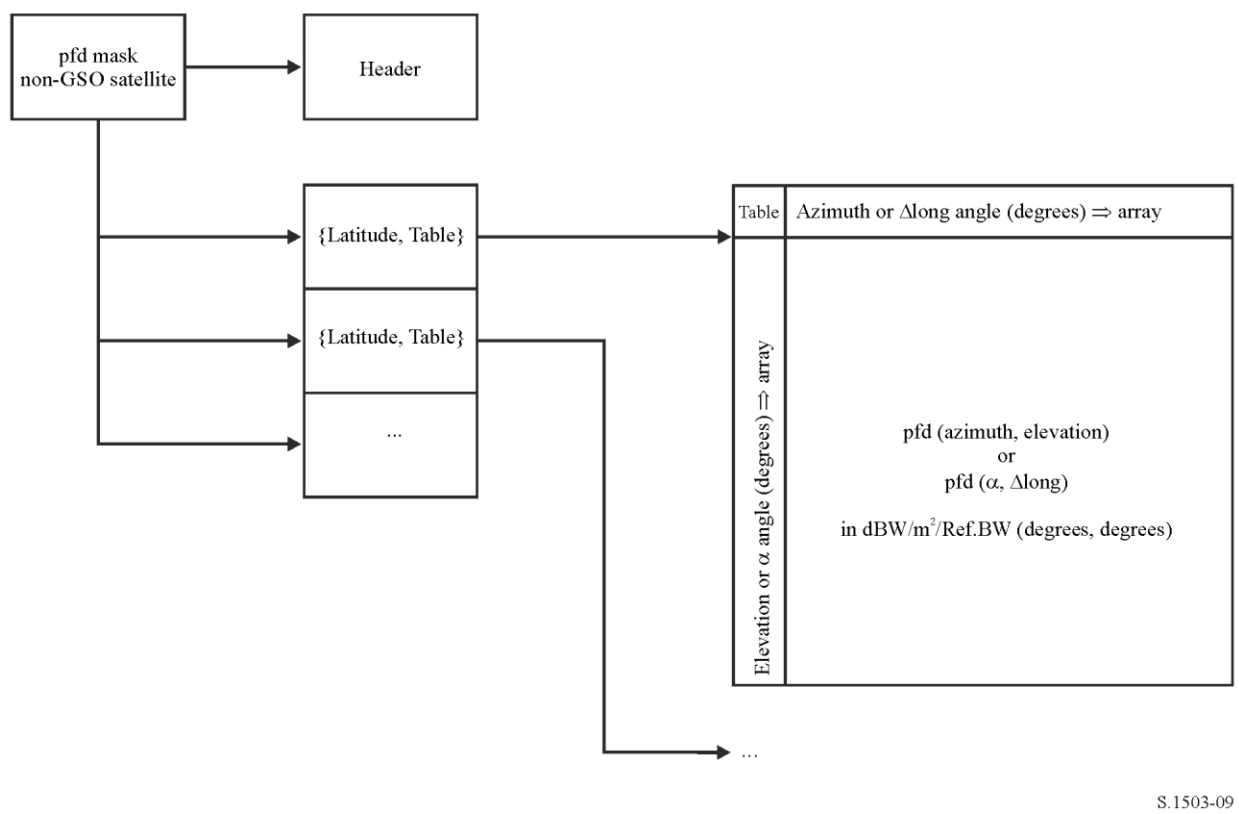 pfd mask
non-GSO satellite
Header
{Latitude, Table}
{Latitude, Table}
...
Table
Azimuth or Δlong angle (degrees) ⇒ array
Elevation or α angle (degrees) ⇒ array
pfd (azimuth, elevation)
or
pfd (α, Δlong)
in dBW/m²/Ref.BW (degrees, degrees)
...
S.1503-09